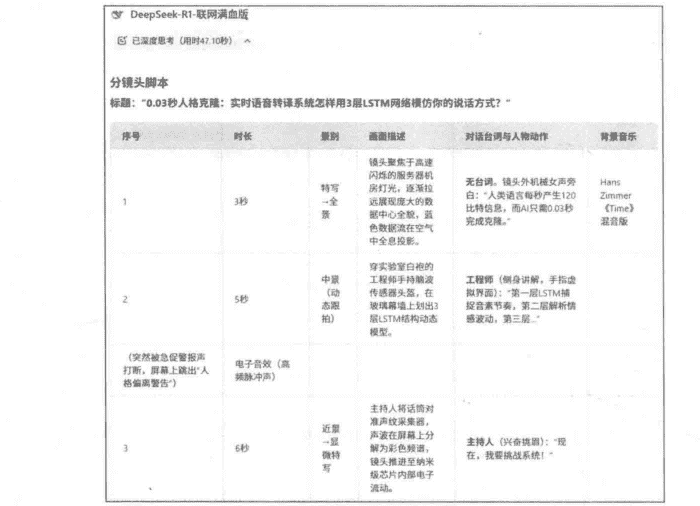 DeepSeek-R1-联网满血版
已深度思考（用时47.10秒）
分镜头脚本
标题：“0.03秒人格克隆：实时语音转译系统怎样用3层LSTM网络模仿你的说话方式？”
序号 时长 景别 画面描述 对话台词与人物动作 背景音乐
1
3秒
特写
→全
景
镜头聚焦于高速
闪烁的服务器机
房灯光，逐渐拉
远展现庞大的数
据中心全貌，蓝
色数据流在空气
中全息投影。
无台词。镜头外机械女声旁
白：“人类语言每秒产生120
比特信息，而AI只需0.03秒
完成克隆。”
Hans
Zimmer
《Time》
混音版
2
5秒
中景
（动
态跟
拍）
穿实验室白袍的
工程师手持脑波
传感器头盔，在
玻璃幕墙上划出3
层LSTM结构动态
模型。
工程师（侧身讲解，手指虚
拟界面）：“第一层LSTM捕
捉音素节奏，第二层解析情
感波动，第三层...”
（突然被急促警报声
打断，屏幕上跳出“人
格偏离警告”）
电子音效（高
频脉冲声）
3
6秒
近景
→显
微特
写
主持人将话筒对
准声纹采集器，
声波在屏幕上分
解为彩色频谱，
镜头推进至纳米
级芯片内部电子
流动。
主持人（兴奋挑眉）：“现
在，我要挑战系统！”